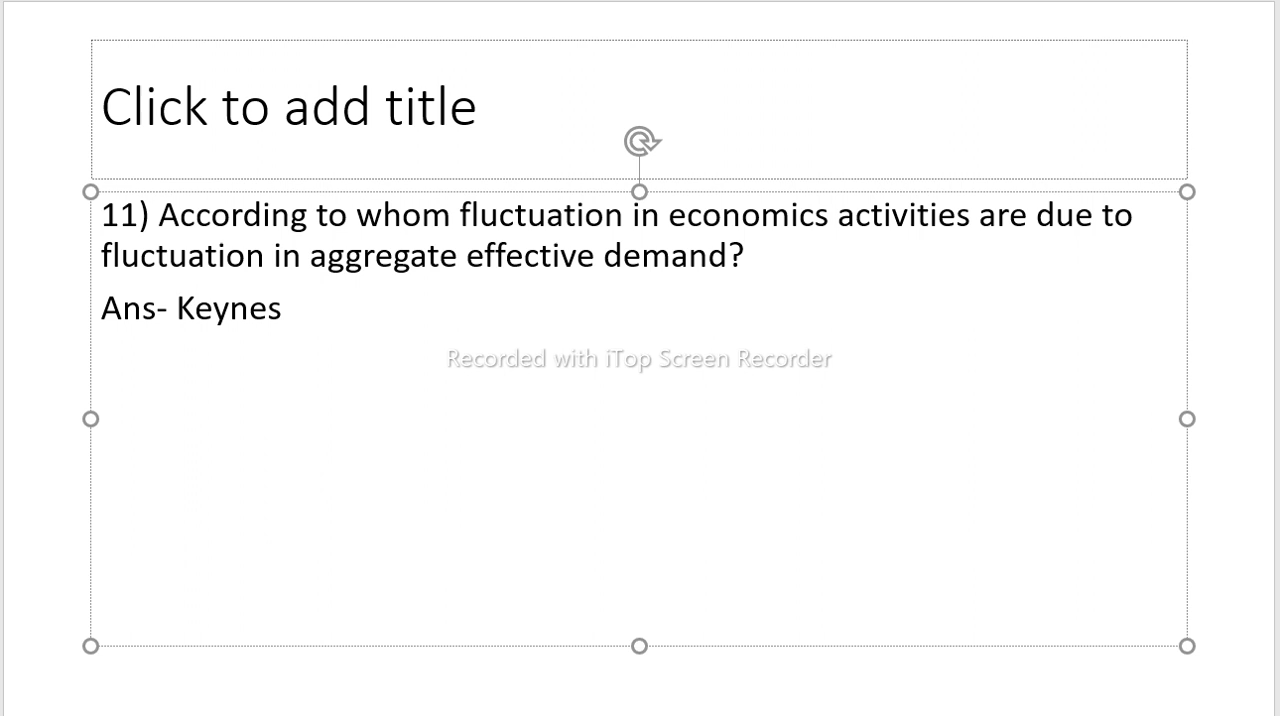 Click to add title
11) According to whom fluctuation in economics activities are due to
fluctuation in aggregate effective demand?
Ans- Keynes
Recorded with iTop Screen Recorder